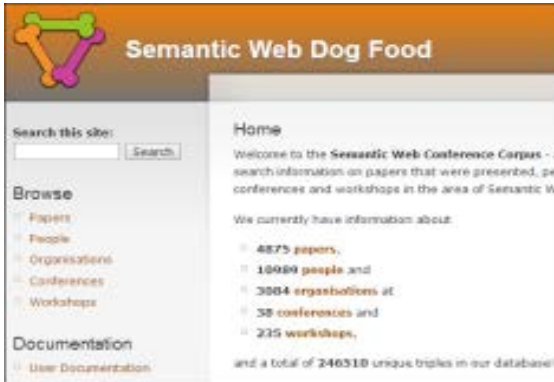 Semantic Web Dog Food
Search this site:
Search
Browse
Papers
People
Organisations
Conferences
Workshops
Documentation
User Documentation
Home
Welcome to the Semantic Web Conference Corpus -
search information on papers that were presented,
conferences and workshops in the area of Semantic W
We currently have information about
4875 papers,
10989 people and
3084 organisations at
38 conferences and
235 workshops,
and a total of 246510 unique triples in our database!